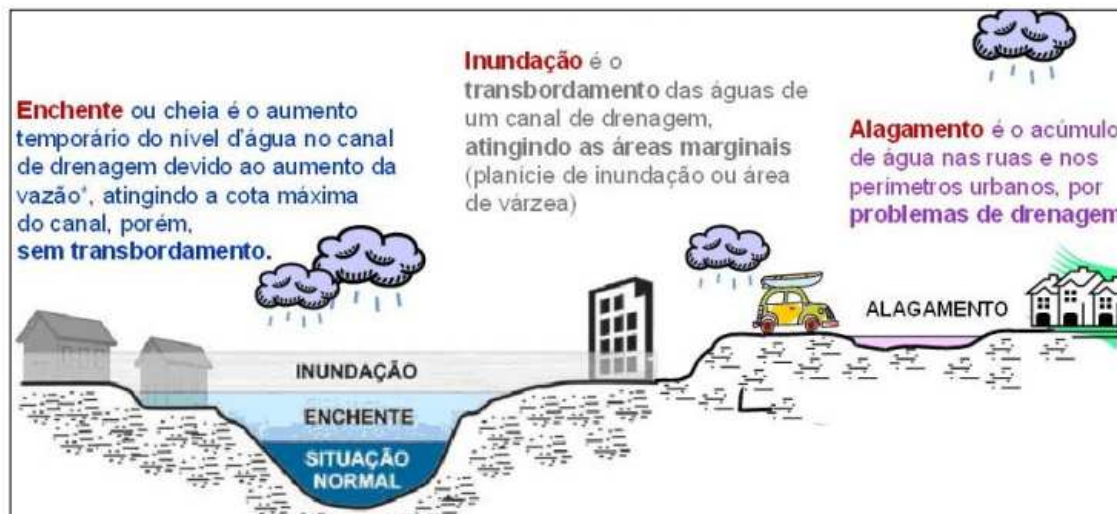 Enchente ou cheia é o aumento
temporário do nível d'água no canal
de drenagem devido ao aumento da
vazão*, atingindo a cota máxima
do canal, porém,
sem transbordamento.
Inundação é o
transbordamento das águas de
um canal de drenagem,
atingindo as áreas marginais
(planície de inundação ou área
de várzea)
Alagamento é o acúmulo
de água nas ruas e nos
perímetros urbanos, por
problemas de drenagem
ALAGAMENTO
INUNDAÇÃO
ENCHENTE
SITUAÇÃO
NORMAL